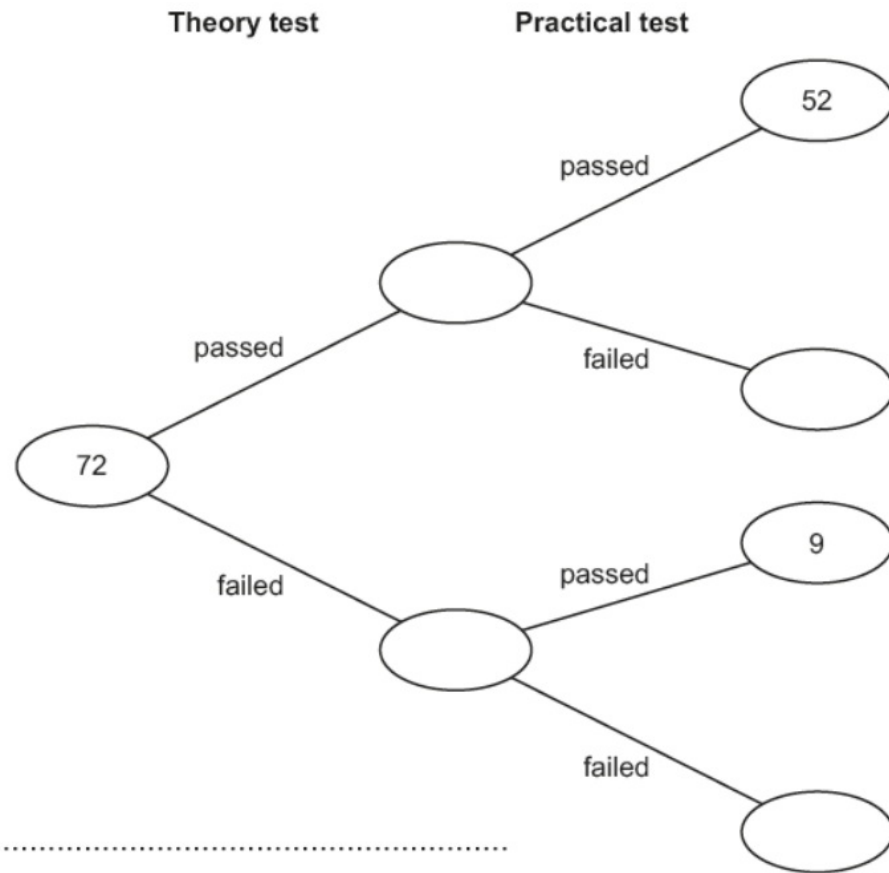 Theory test Practical test
52
passed
passed
failed
72
9
passed
failed
failed